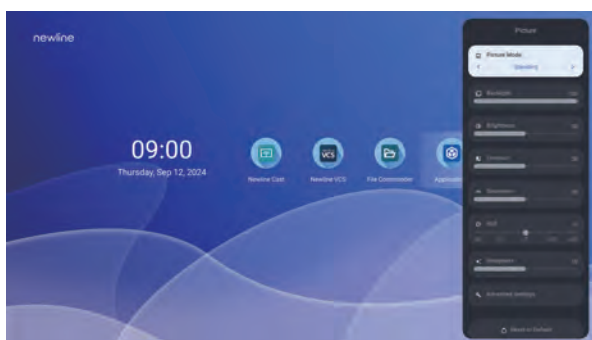 newline
09:00
Thursday, Sep 12, 2024
Newline Cast
Newline VCS
File Commander
Picture
Picture Mode
Standard
Backlight
Brightness
Contrast
Saturation
HUE
Sharpness
Advanced Settings
Reset to Default